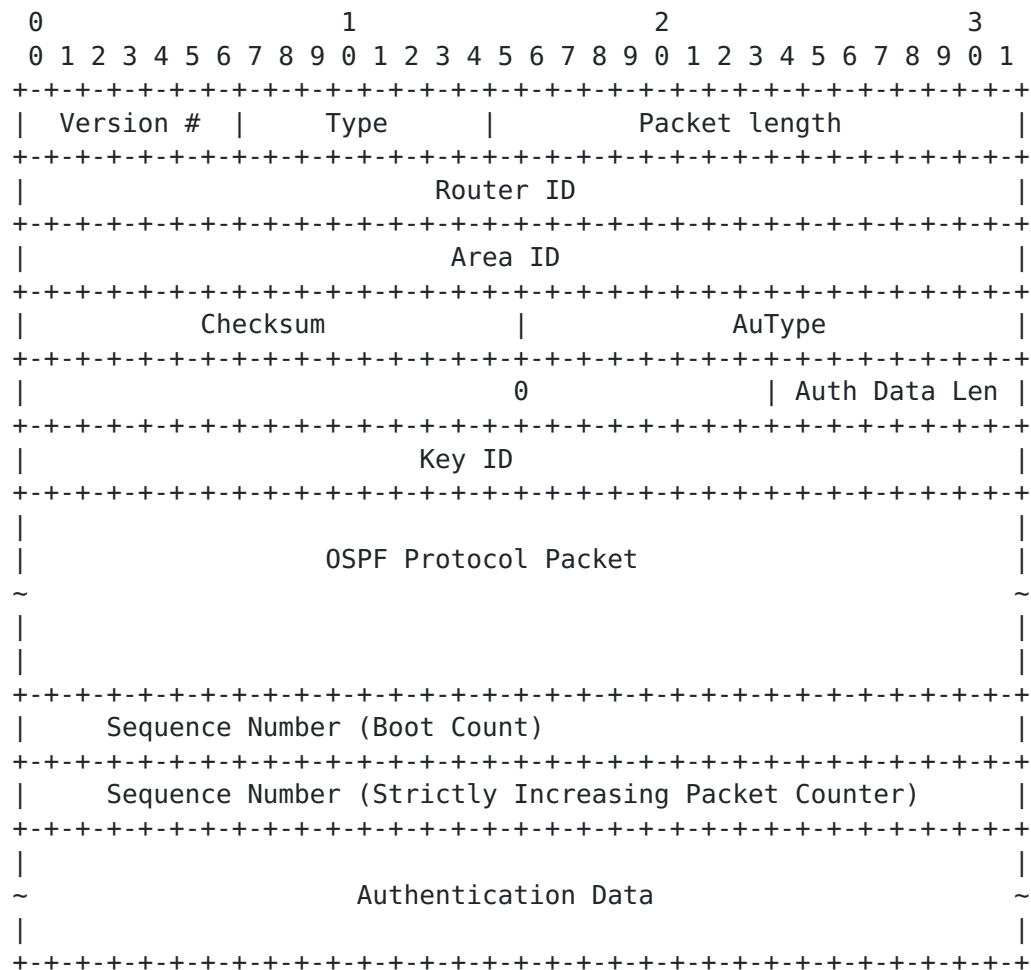 0                   1                   2                   3
 0 1 2 3 4 5 6 7 8 9 0 1 2 3 4 5 6 7 8 9 0 1 2 3 4 5 6 7 8 9 0 1
+-+-+-+-+-+-+-+-+-+-+-+-+-+-+-+-+-+-+-+-+-+-+-+-+-+-+-+-+-+-+-+-+
|  Version #  |     Type      |         Packet length           |
+-+-+-+-+-+-+-+-+-+-+-+-+-+-+-+-+-+-+-+-+-+-+-+-+-+-+-+-+-+-+-+-+
|                          Router ID                            |
+-+-+-+-+-+-+-+-+-+-+-+-+-+-+-+-+-+-+-+-+-+-+-+-+-+-+-+-+-+-+-+-+
|                           Area ID                             |
+-+-+-+-+-+-+-+-+-+-+-+-+-+-+-+-+-+-+-+-+-+-+-+-+-+-+-+-+-+-+-+-+
|           Checksum            |             AuType            |
+-+-+-+-+-+-+-+-+-+-+-+-+-+-+-+-+-+-+-+-+-+-+-+-+-+-+-+-+-+-+-+-+
|                               0               | Auth Data Len |
+-+-+-+-+-+-+-+-+-+-+-+-+-+-+-+-+-+-+-+-+-+-+-+-+-+-+-+-+-+-+-+-+
|                         Key ID                                |
+-+-+-+-+-+-+-+-+-+-+-+-+-+-+-+-+-+-+-+-+-+-+-+-+-+-+-+-+-+-+-+-+
|                                                               |
|                   OSPF Protocol Packet                        |
~                                                               ~
|                                                               |
|                                                               |
+-+-+-+-+-+-+-+-+-+-+-+-+-+-+-+-+-+-+-+-+-+-+-+-+-+-+-+-+-+-+-+-+
|     Sequence Number (Boot Count)                              |
+-+-+-+-+-+-+-+-+-+-+-+-+-+-+-+-+-+-+-+-+-+-+-+-+-+-+-+-+-+-+-+-+
|     Sequence Number (Strictly Increasing Packet Counter)      |
+-+-+-+-+-+-+-+-+-+-+-+-+-+-+-+-+-+-+-+-+-+-+-+-+-+-+-+-+-+-+-+-+
|                                                               |
~                     Authentication Data                       ~
|                                                               |
+-+-+-+-+-+-+-+-+-+-+-+-+-+-+-+-+-+-+-+-+-+-+-+-+-+-+-+-+-+-+-+-+